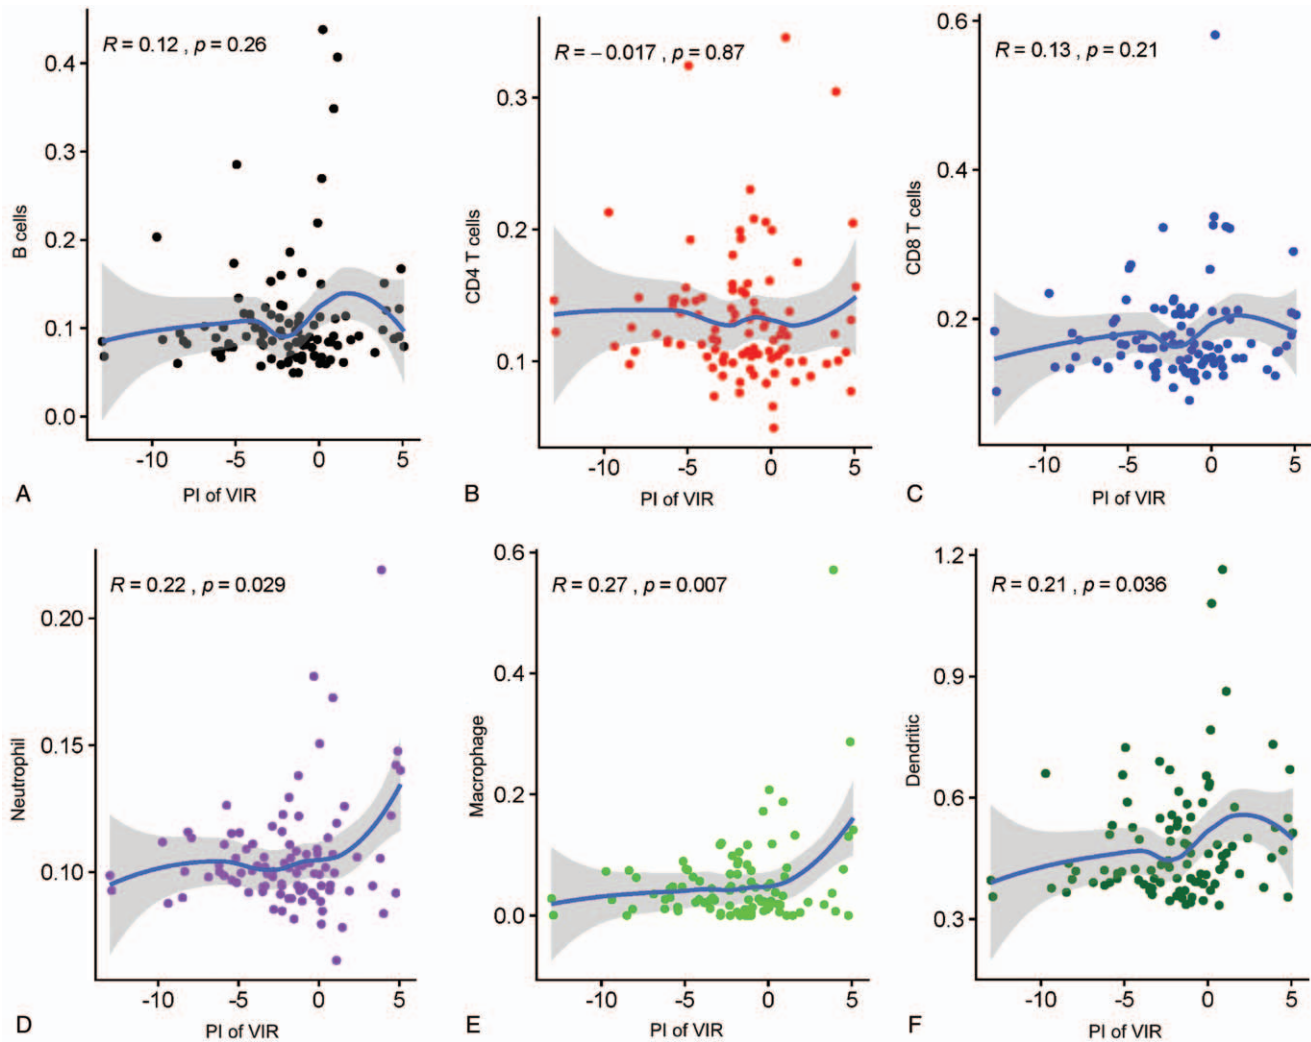 R = 0.12 , p = 0.26
0.4
0.3
0.2
0.1
0.0
B cells
-10 -5 0 5
PI of VIR
A
R = – 0.017 , p = 0.87
0.3
0.2
0.1
CD4 T cells
-10 -5 0 5
PI of VIR
B
R = 0.13 , p = 0.21
0.6
0.4
0.2
CD8 T cells
-10 -5 0 5
PI of VIR
C
R = 0.22 , p = 0.029
0.20
0.15
0.10
Neutrophil
-10 -5 0 5
PI of VIR
D
R = 0.27 , p = 0.007
0.6
0.4
0.2
0.0
Macrophage
-10 -5 0 5
PI of VIR
E
R = 0.21 , p = 0.036
1.2
0.9
0.6
0.3
Dendritic
-10 -5 0 5
PI of VIR
F